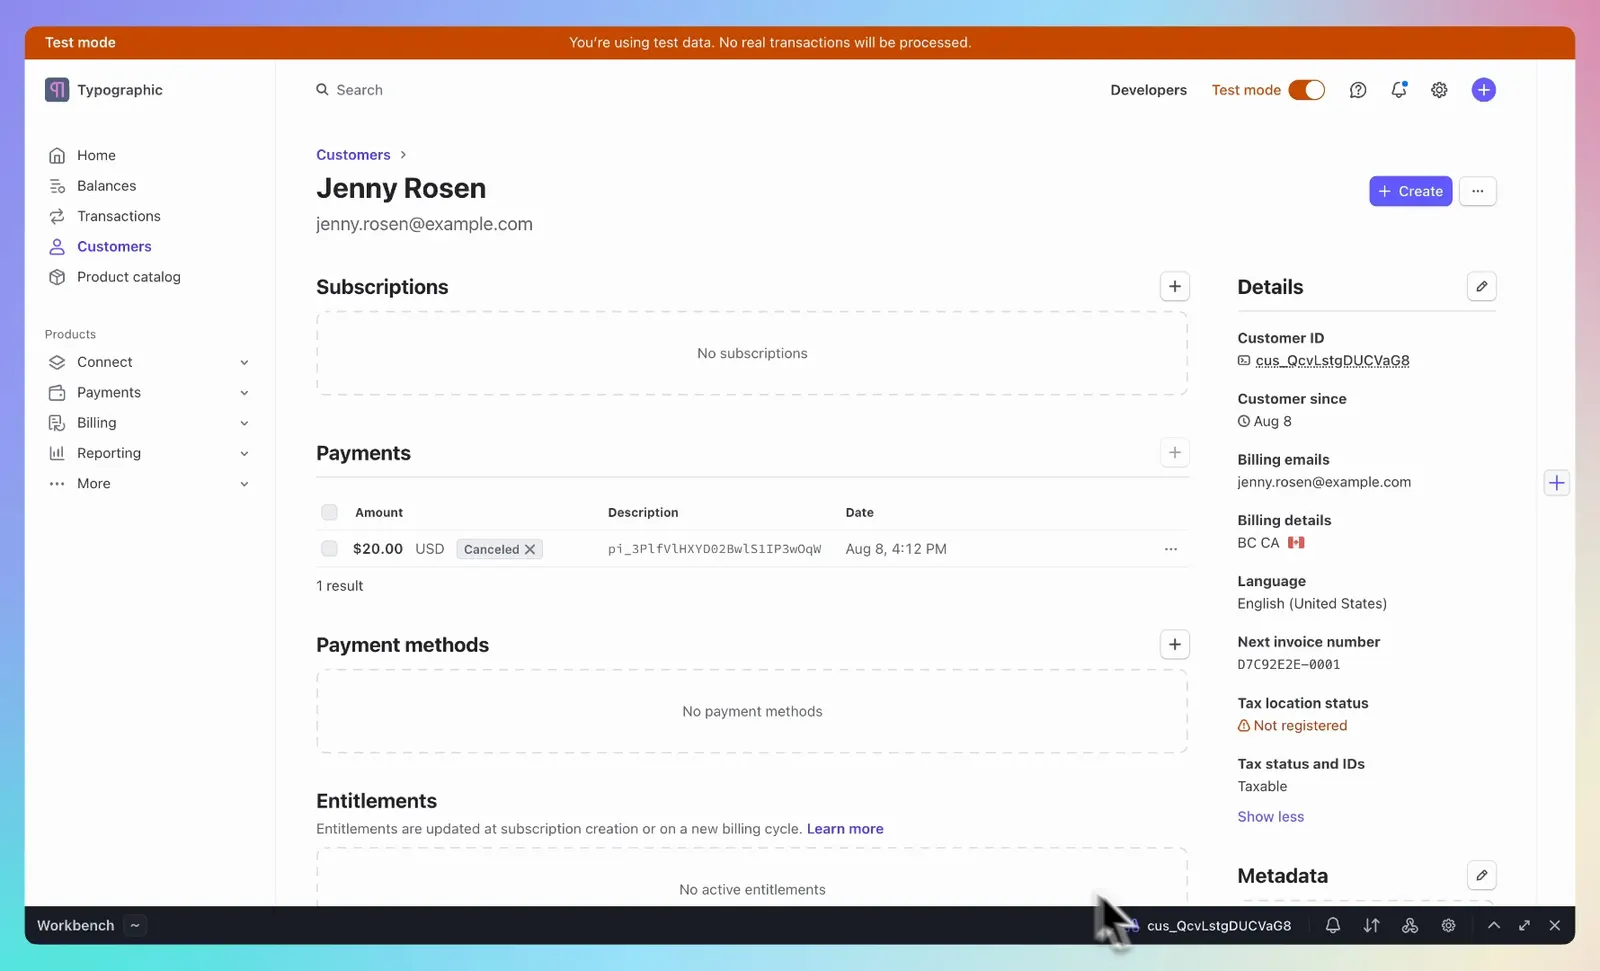 Test mode
You're using test data. No real transactions will be processed.
Typographic
Search
Developers
Test mode
Home
Balances
Transactions
Customers
Product catalog
Products
Connect
Payments
Billing
Reporting
More
Customers
Jenny Rosen
jenny.rosen@example.com
Create
Subscriptions
No subscriptions
Payments
Amount Description Date
$20.00 USD Canceled pi_3PlfVlHXYD02BwlS1IP3wOqW Aug 8, 4:12 PM
1 result
Payment methods
No payment methods
Entitlements
Entitlements are updated at subscription creation or on a new billing cycle. Learn more
No active entitlements
Details
Customer ID
cus_QcvLstgDUCVaG8
Customer since
Aug 8
Billing emails
jenny.rosen@example.com
Billing details
BC CA
Language
English (United States)
Next invoice number
D7C92E2E-0001
Tax location status
Not registered
Tax status and IDs
Taxable
Show less
Metadata
Workbench ~
cus_QcvLstgDUCVaG8